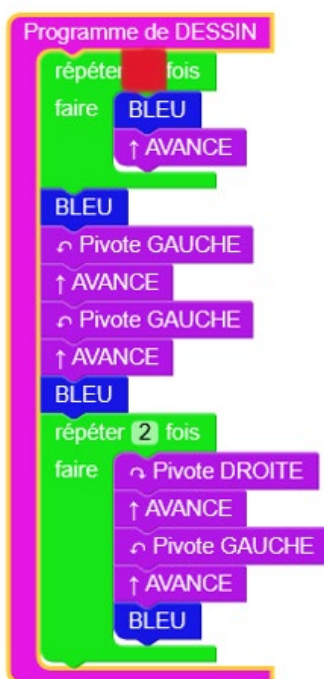 Programme de DESSIN
répéter fois
faire BLEU
↑ AVANCE
BLEU
↶ Pivote GAUCHE
↑ AVANCE
↶ Pivote GAUCHE
↑ AVANCE
BLEU
répéter 2 fois
faire ↷ Pivote DROITE
↑ AVANCE
↶ Pivote GAUCHE
↑ AVANCE
BLEU